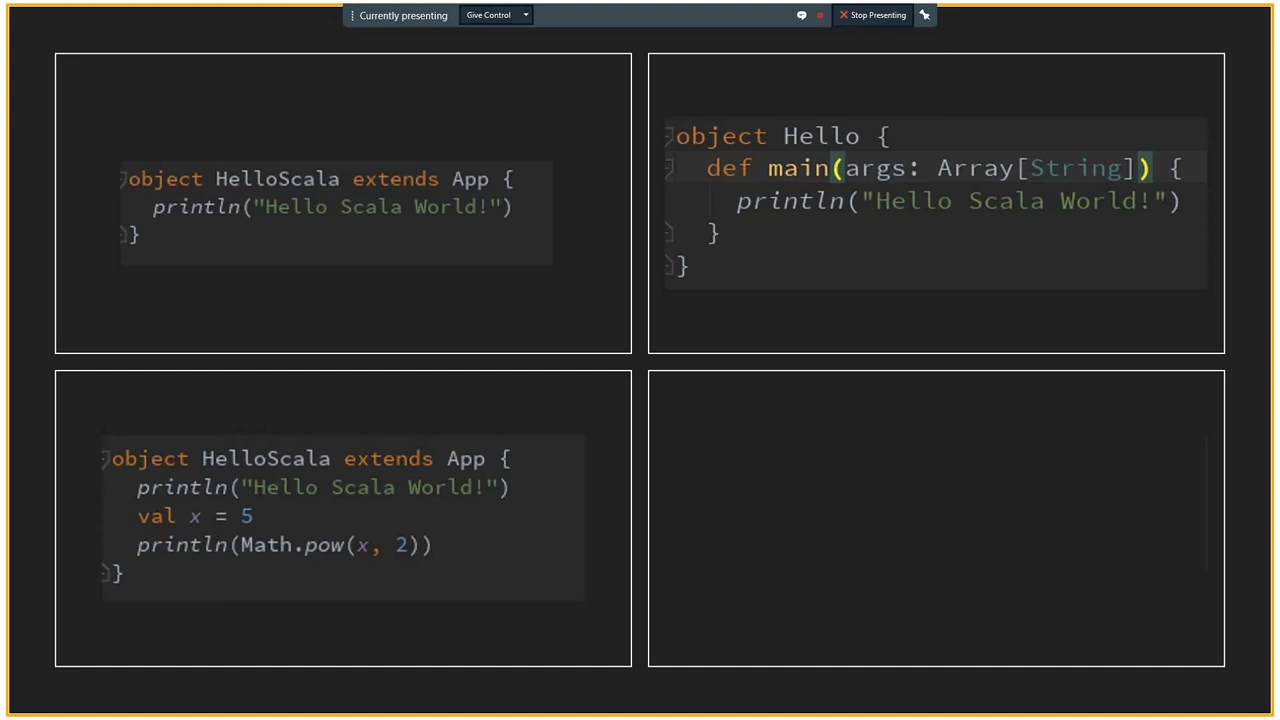 Currently presenting
Give Control
Stop Presenting
object HelloScala extends App {
println("Hello Scala World!")
}
object Hello {
def main(args: Array[String]) {
println("Hello Scala World!")
}
}
object HelloScala extends App {
println("Hello Scala World!")
val x = 5
println(Math.pow(x, 2))
}